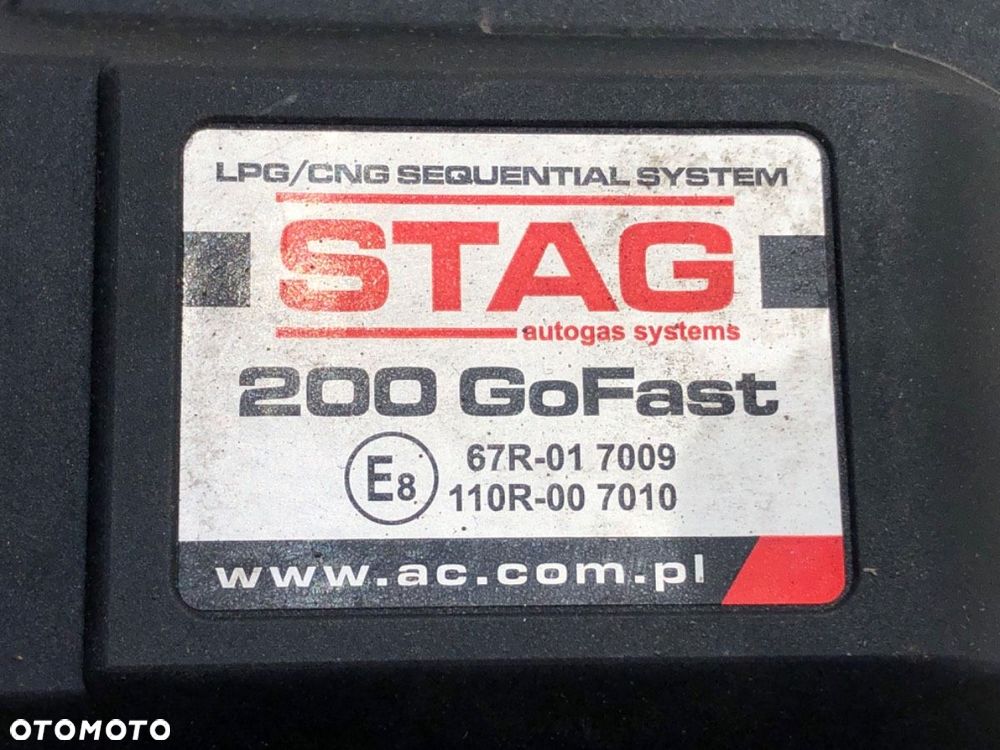 LPG/CNG SEQUENTIAL SYSTEM
STAG
autogas systems
200 GoFast
E8 67R-01 7009
110R-00 7010
www.ac.com.pl
OTOMOTO